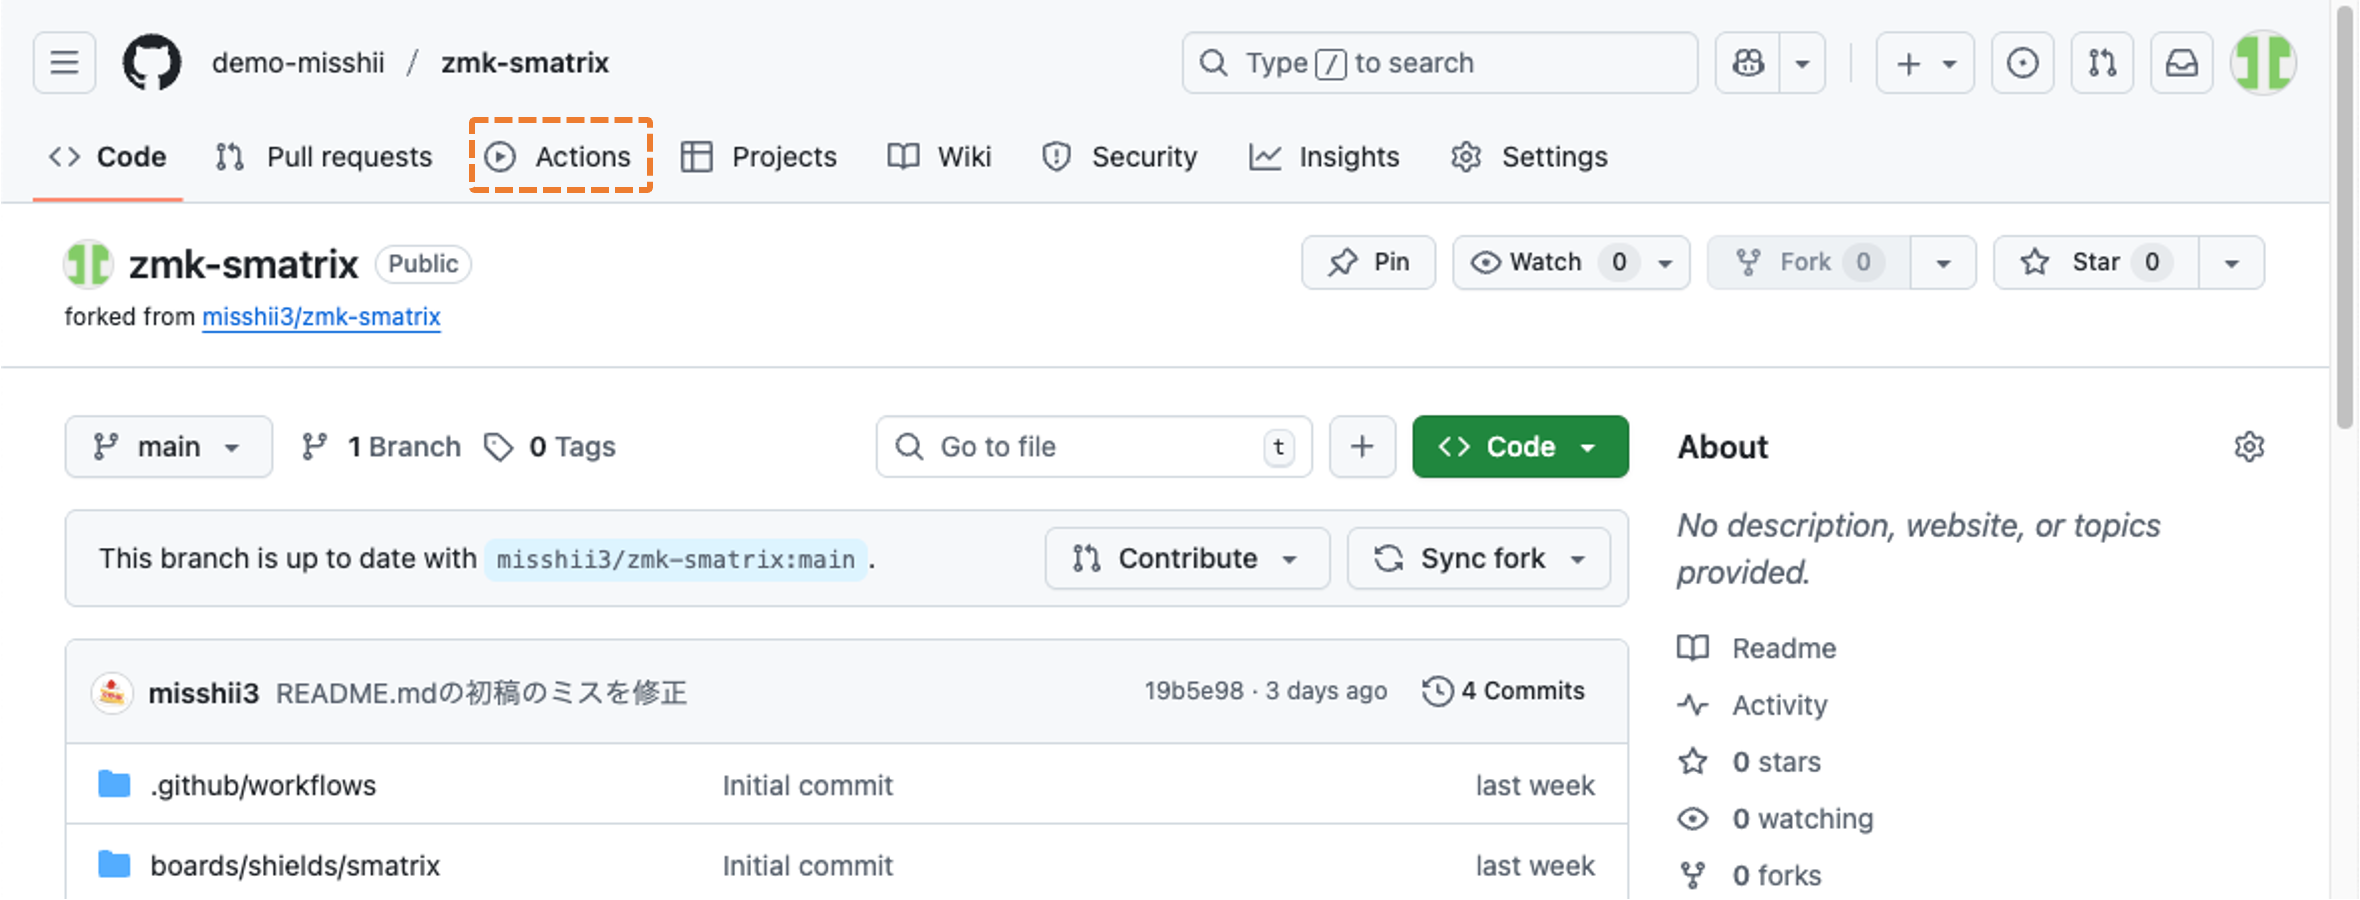 demo-misshii / zmk-smatrix
Type / to search
Code Pull requests Actions Projects Wiki Security Insights Settings
zmk-smatrix Public
Pin Watch 0 Fork 0 Star 0
forked from misshii3/zmk-smatrix
main 1 Branch 0 Tags
Go to file t
Code
This branch is up to date with misshii3/zmk-smatrix:main .
Contribute Sync fork
misshii3 README.mdの初稿のミスを修正 19b5e98 · 3 days ago 4 Commits
.github/workflows Initial commit last week
boards/shields/smatrix Initial commit last week
About
No description, website, or topics
provided.
Readme
Activity
0 stars
0 watching
0 forks